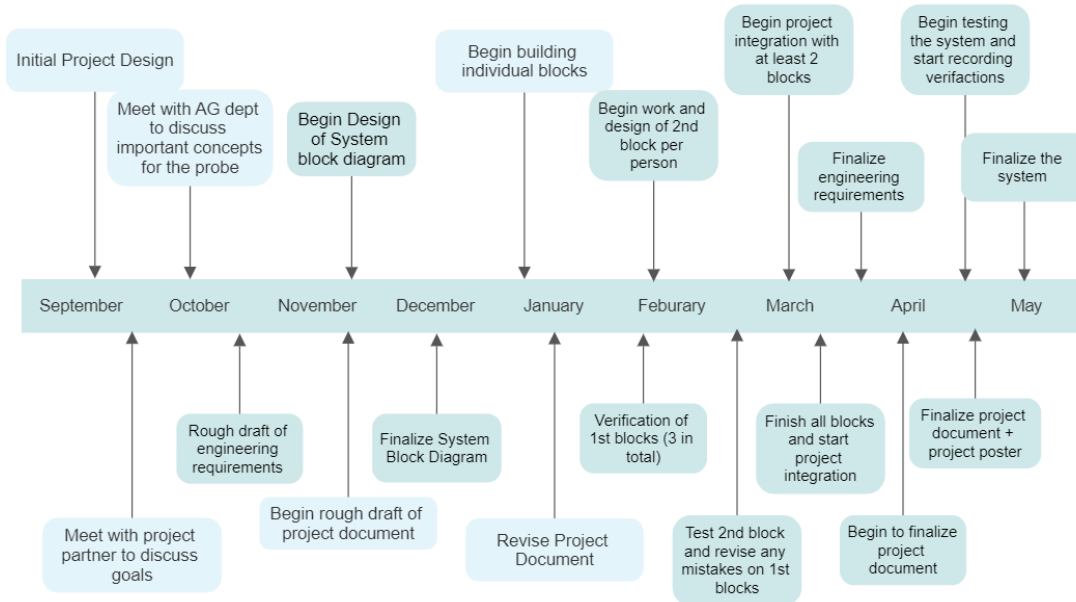 Initial Project Design
Meet with AG dept
to discuss
important concepts
for the probe
Begin Design
of System
block diagram
Begin building
individual blocks
Begin work and
design of 2nd
block per
person
Begin project
integration with
at least 2
blocks
Finalize
engineering
requirements
Begin testing
the system and
start recording
verifactions
Finalize the
system
September
October
November
December
January
Feburary
March
April
May
Meet with project
partner to discuss
goals
Rough draft of
engineering
requirements
Begin rough draft of
project document
Finalize System
Block Diagram
Revise Project
Document
Verification of
1st blocks (3 in
total)
Test 2nd block
and revise any
mistakes on 1st
blocks
Finish all blocks
and start
project
integration
Begin to finalize
project
document
Finalize project
document +
project poster